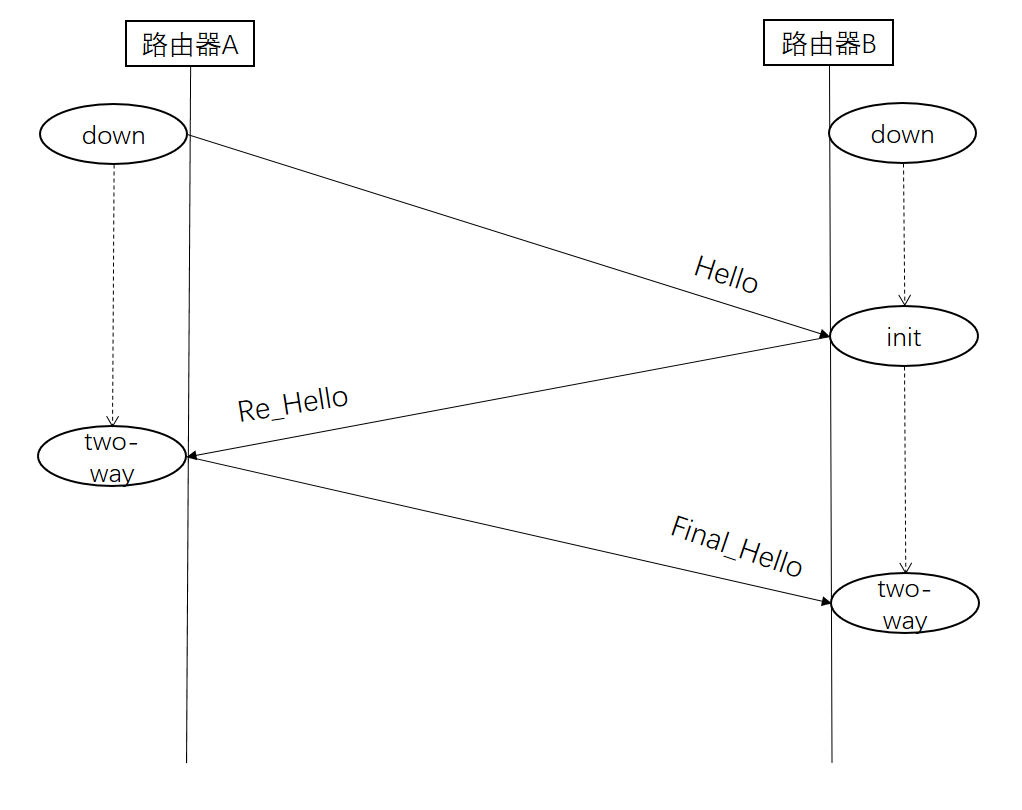 路由器A
路由器B
down
down
Hello
init
Re_Hello
two-
way
Final_Hello
two-
way